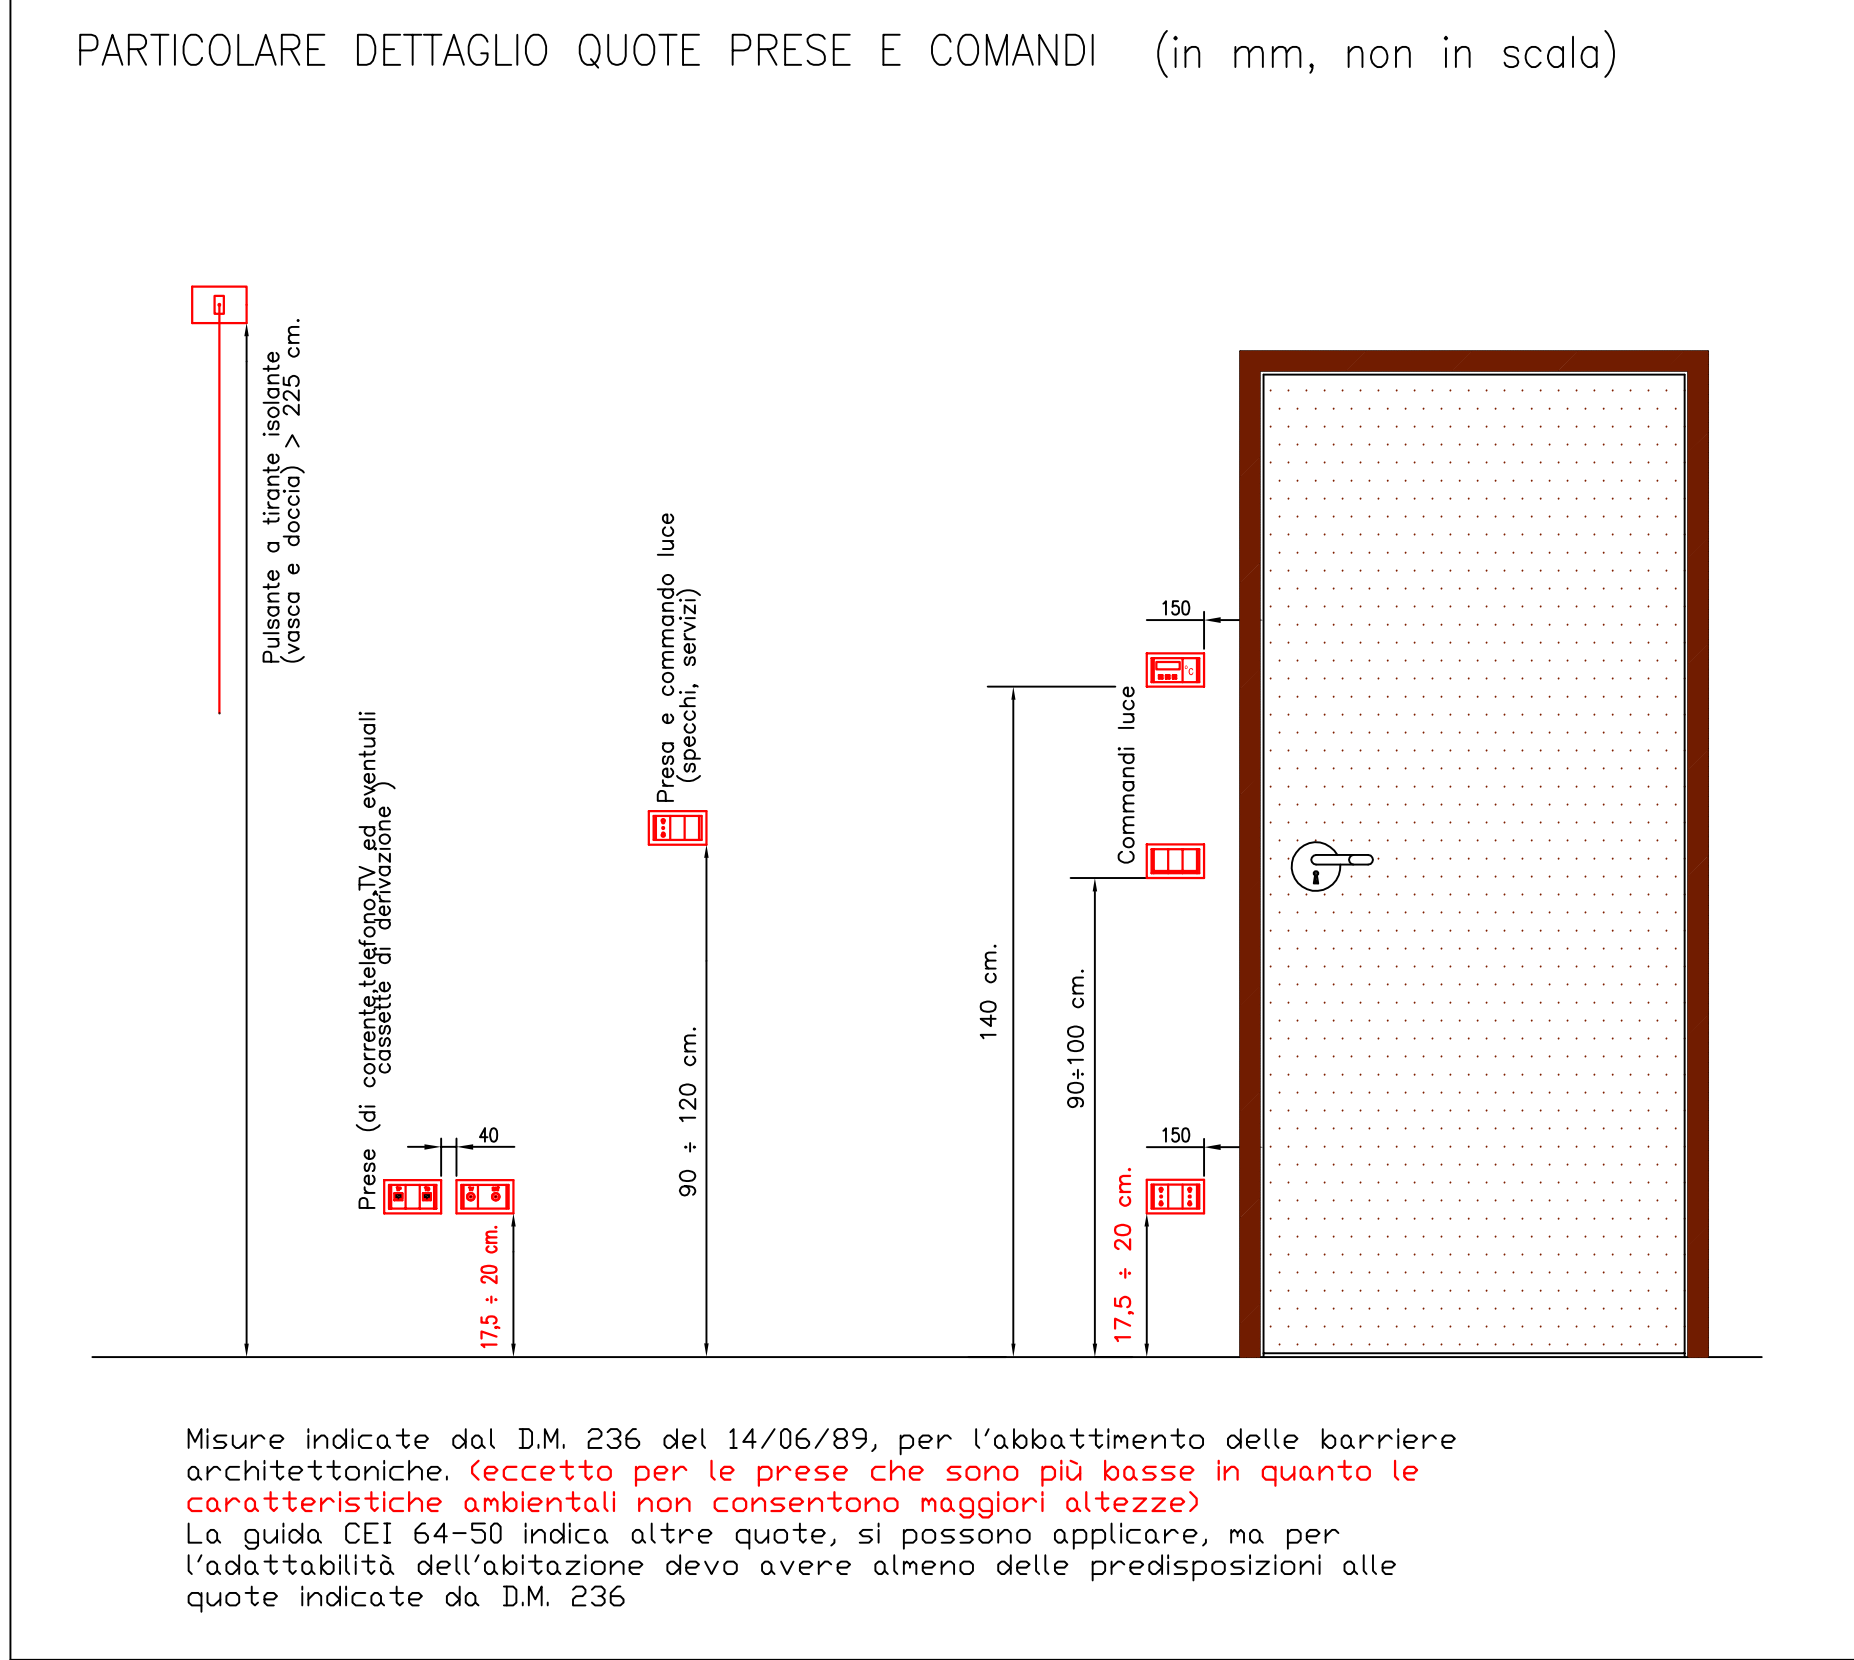 PARTICOLARE DETTAGLIO QUOTE PRESE E COMANDI (in mm, non in scala)
Pulsante a tirante isolante
(vasca e doccia) > 225 cm.
Prese (di corrente,telefono,TV ed eventuali
cassette di derivazione )
40
17,5 ÷ 20 cm.
Presa e commando luce
(specchi, servizi)
90 ÷ 120 cm.
150
°C
140 cm.
Commandi luce
90÷100 cm.
150
17,5 ÷ 20 cm.
Misure indicate dal D.M. 236 del 14/06/89, per l'abbattimento delle barriere
architettoniche. (eccetto per le prese che sono più basse in quanto le
caratteristiche ambientali non consentono maggiori altezze)
La guida CEI 64-50 indica altre quote, si possono applicare, ma per
l'adattabilità dell'abitazione devo avere almeno delle predisposizioni alle
quote indicate da D.M. 236